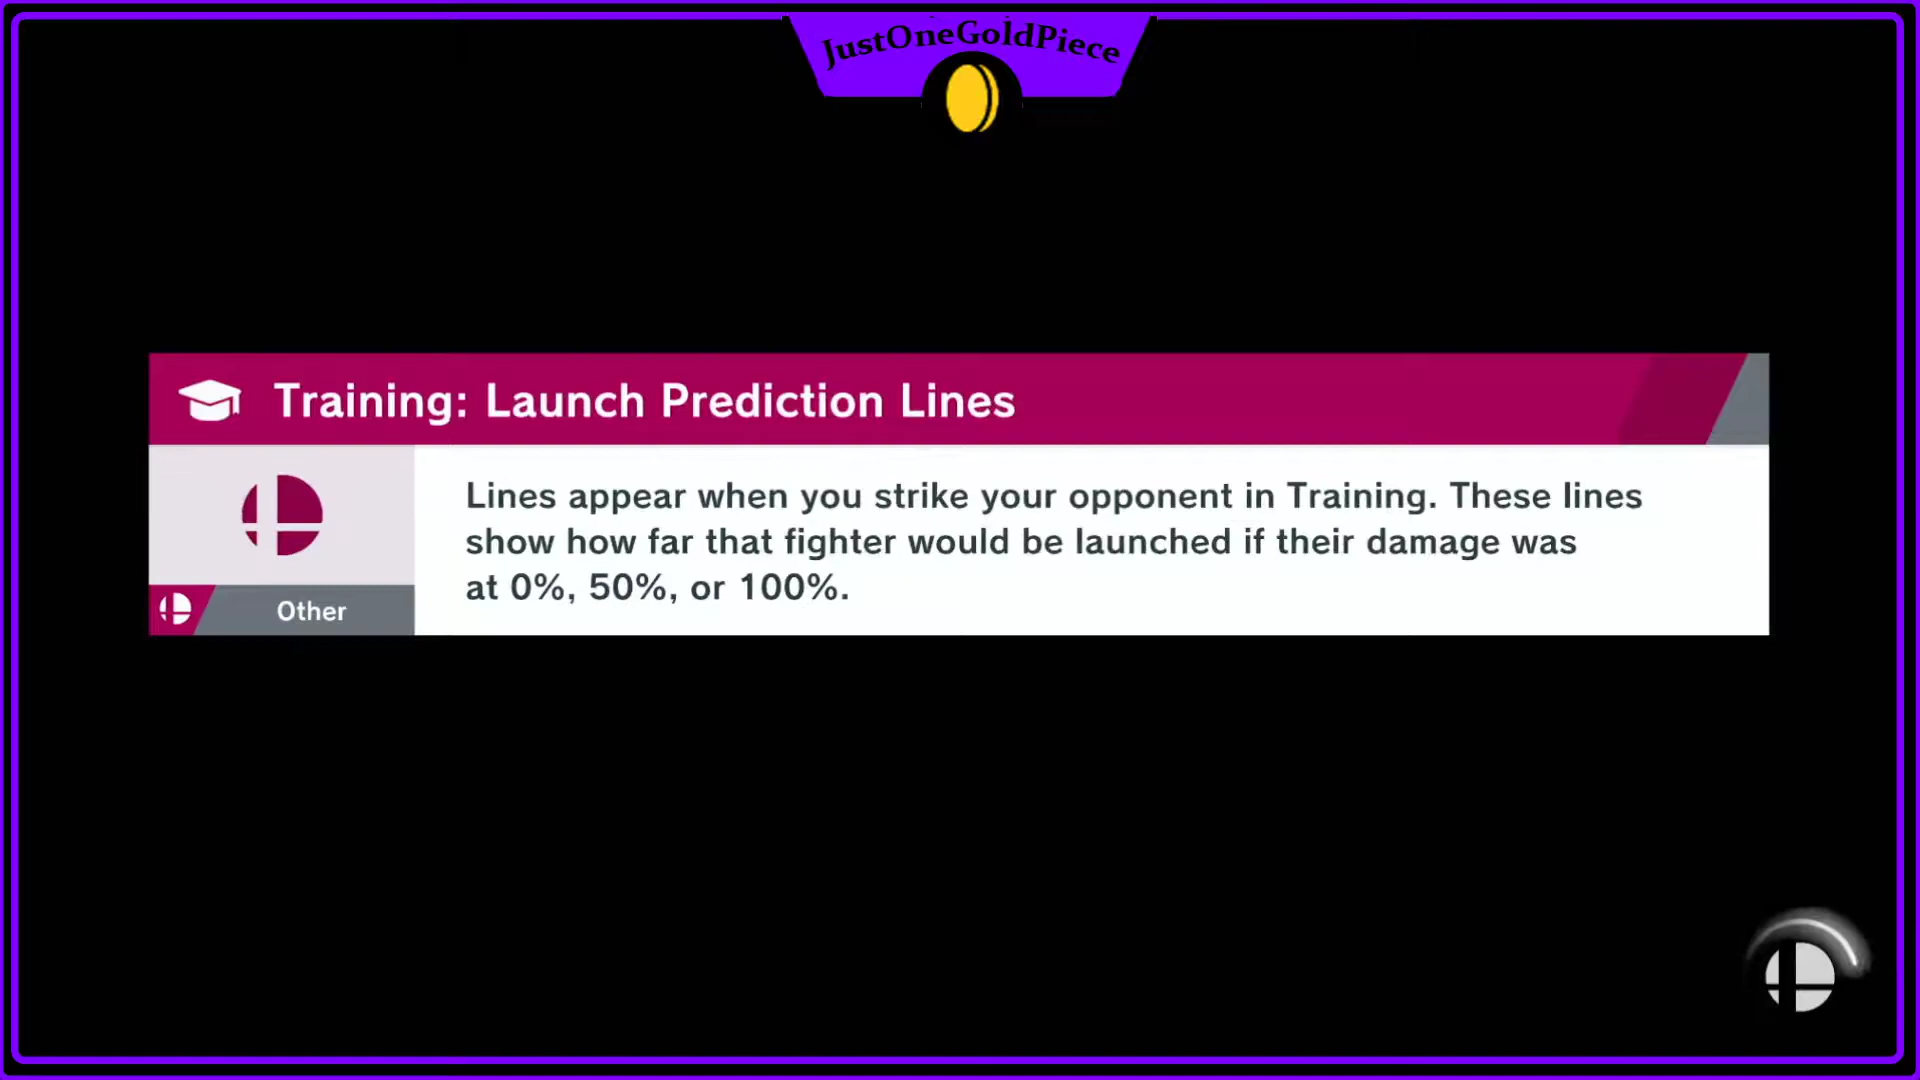 JustOneGoldPiece
Training: Launch Prediction Lines
Lines appear when you strike your opponent in Training. These lines
show how far that fighter would be launched if their damage was
at 0%, 50%, or 100%.
Other